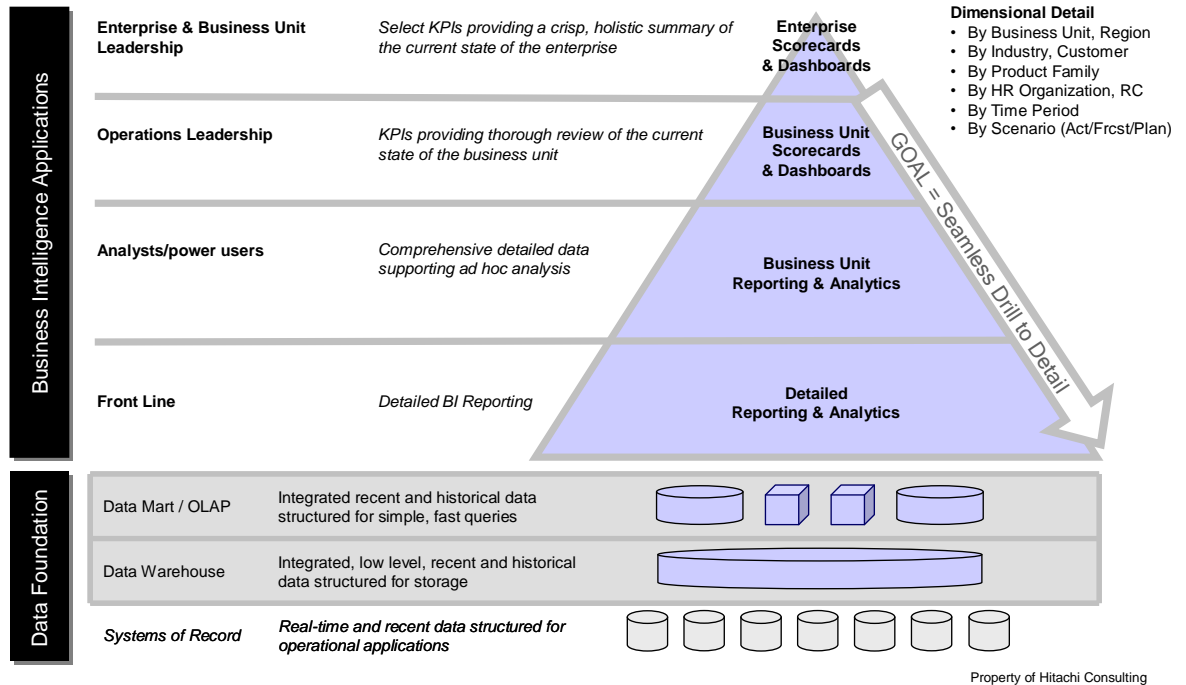 Business Intelligence Applications
Enterprise & Business Unit
Leadership
Select KPIs providing a crisp, holistic summary of
the current state of the enterprise
Enterprise
Scorecards
& Dashboards
Dimensional Detail
• By Business Unit, Region
• By Industry, Customer
• By Product Family
• By HR Organization, RC
• By Time Period
• By Scenario (Act/Frcst/Plan)
Operations Leadership
KPIs providing thorough review of the current
state of the business unit
Business Unit
Scorecards
& Dashboards
GOAL = Seamless Drill to Detail
Analysts/power users
Comprehensive detailed data
supporting ad hoc analysis
Business Unit
Reporting & Analytics
Front Line
Detailed BI Reporting
Detailed
Reporting & Analytics
Data Foundation
Data Mart / OLAP
Integrated recent and historical data
structured for simple, fast queries
Data Warehouse
Integrated, low level, recent and historical
data structured for storage
Systems of Record
Real-time and recent data structured for
operational applications
Property of Hitachi Consulting